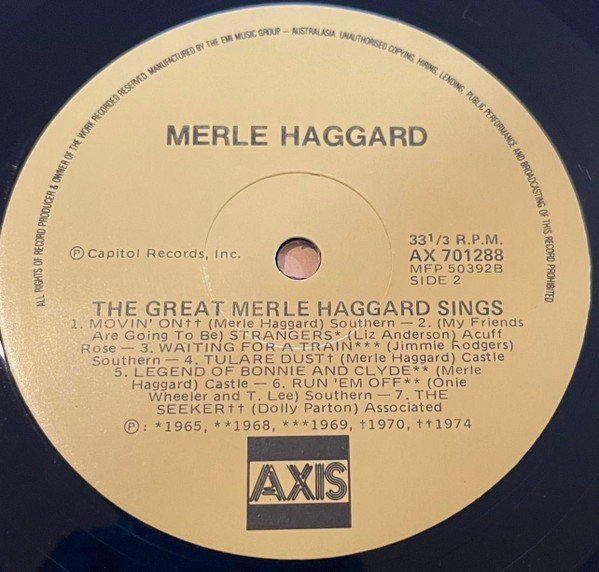 ALL RIGHTS OF RECORD PRODUCER & OWNER OF THE WORK RECORDED RESERVED. MANUFACTURED BY THE EMI MUSIC GROUP – AUSTRALASIA. UNAUTHORISED COPYING, HIRING, LENDING, PUBLIC PERFORMANCE AND BROADCASTING OF THIS RECORD PROHIBITED
MERLE HAGGARD
Ⓟ Capitol Records, Inc.
33 1/3 R.P.M.
AX 701288
MFP 50392B
SIDE 2
THE GREAT MERLE HAGGARD SINGS
1. MOVIN' ON†† (Merle Haggard) Southern — 2. (My Friends
Are Going To Be) STRANGERS* (Liz Anderson) Acuff
Rose — 3. WAITING FOR A TRAIN*** (Jimmie Rodgers)
Southern — 4. TULARE DUST† (Merle Haggard) Castle
5. LEGEND OF BONNIE AND CLYDE** (Merle
Haggard) Castle — 6. RUN 'EM OFF** (Onie
Wheeler and T. Lee) Southern — 7. THE
SEEKER†† (Dolly Parton) Associated
Ⓟ: *1965, **1968, ***1969, †1970, ††1974
AXIS